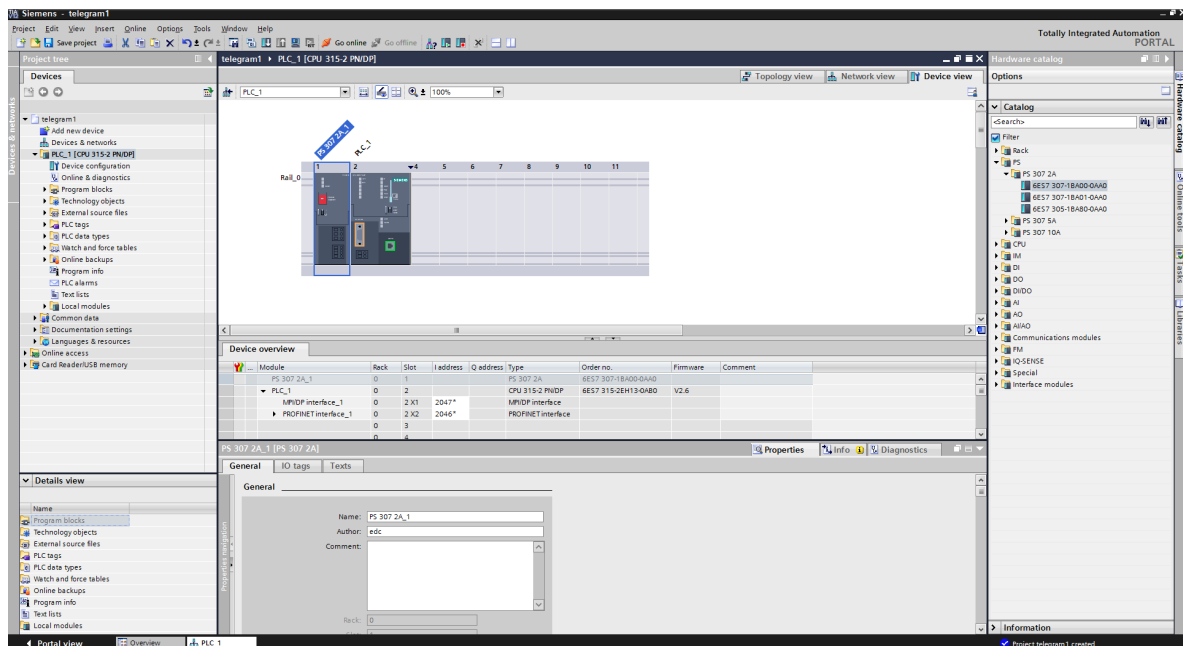 Siemens - telegram1
Project Edit View Insert Online Options Tools Window Help
Save project Go online Go offline
Totally Integrated Automation
PORTAL
Project tree
Devices
Devices & networks
telegram1
Add new device
Devices & networks
PLC_1 [CPU 315-2 PN/DP]
Device configuration
Online & diagnostics
Program blocks
Technology objects
External source files
PLC tags
PLC data types
Watch and force tables
Online backups
Program info
PLC alarms
Text lists
Local modules
Common data
Documentation settings
Languages & resources
Online access
Card Reader/USB memory
Details view
Name
Program blocks
Technology objects
External source files
PLC tags
PLC data types
Watch and force tables
Online backups
Program info
Text lists
Local modules
telegram1 PLC_1 [CPU 315-2 PN/DP]
Topology view Network view Device view
PLC_1 100%
PS 307 2A_1
PLC_1
1 2 4 5 6 7 8 9 10 11
Rail_0
Device overview
... Module Rack Slot I address Q address Type Order no. Firmware Comment
PS 307 2A_1 0 1 PS 307 2A 6ES7 307-1BA00-0AA0
PLC_1 0 2 CPU 315-2 PN/DP 6ES7 315-2EH13-0AB0 V2.6
MPI/DP interface_1 0 2 X1 2047* MPI/DP interface
PROFINET interface_1 0 2 X2 2046* PROFINET interface
0 3
0 4
PS 307 2A_1 [PS 307 2A]
Properties Info Diagnostics
General IO tags Texts
Properties navigation
General
Name: PS 307 2A_1
Author: edc
Comment:
Rack: 0
Hardware catalog
Options
Catalog
<Search>
Filter
Rack
PS
PS 307 2A
6ES7 307-1BA00-0AA0
6ES7 307-1BA01-0AA0
6ES7 305-1BA80-0AA0
PS 307 5A
PS 307 10A
CPU
IM
DI
DO
DI/DO
AI
AO
AI/AO
Communications modules
FM
IQ-SENSE
Special
Interface modules
Information
Hardware catalog
Online tools
Tasks
Libraries
Portal view Overview PLC_1
Project telegram1 created.